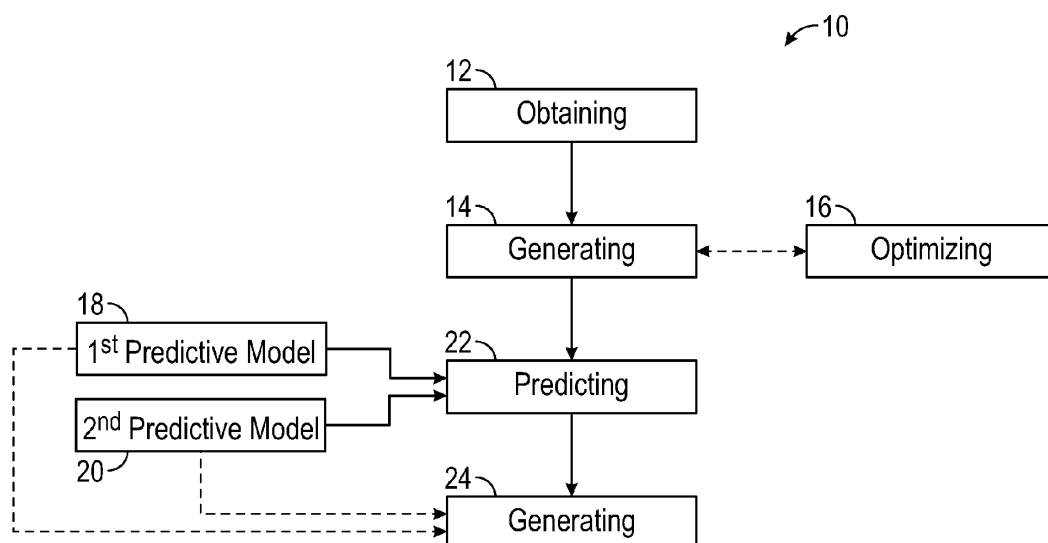 10
12
Obtaining
14
Generating
16
Optimizing
18
1st Predictive Model
22
Predicting
2nd Predictive Model
20
24
Generating